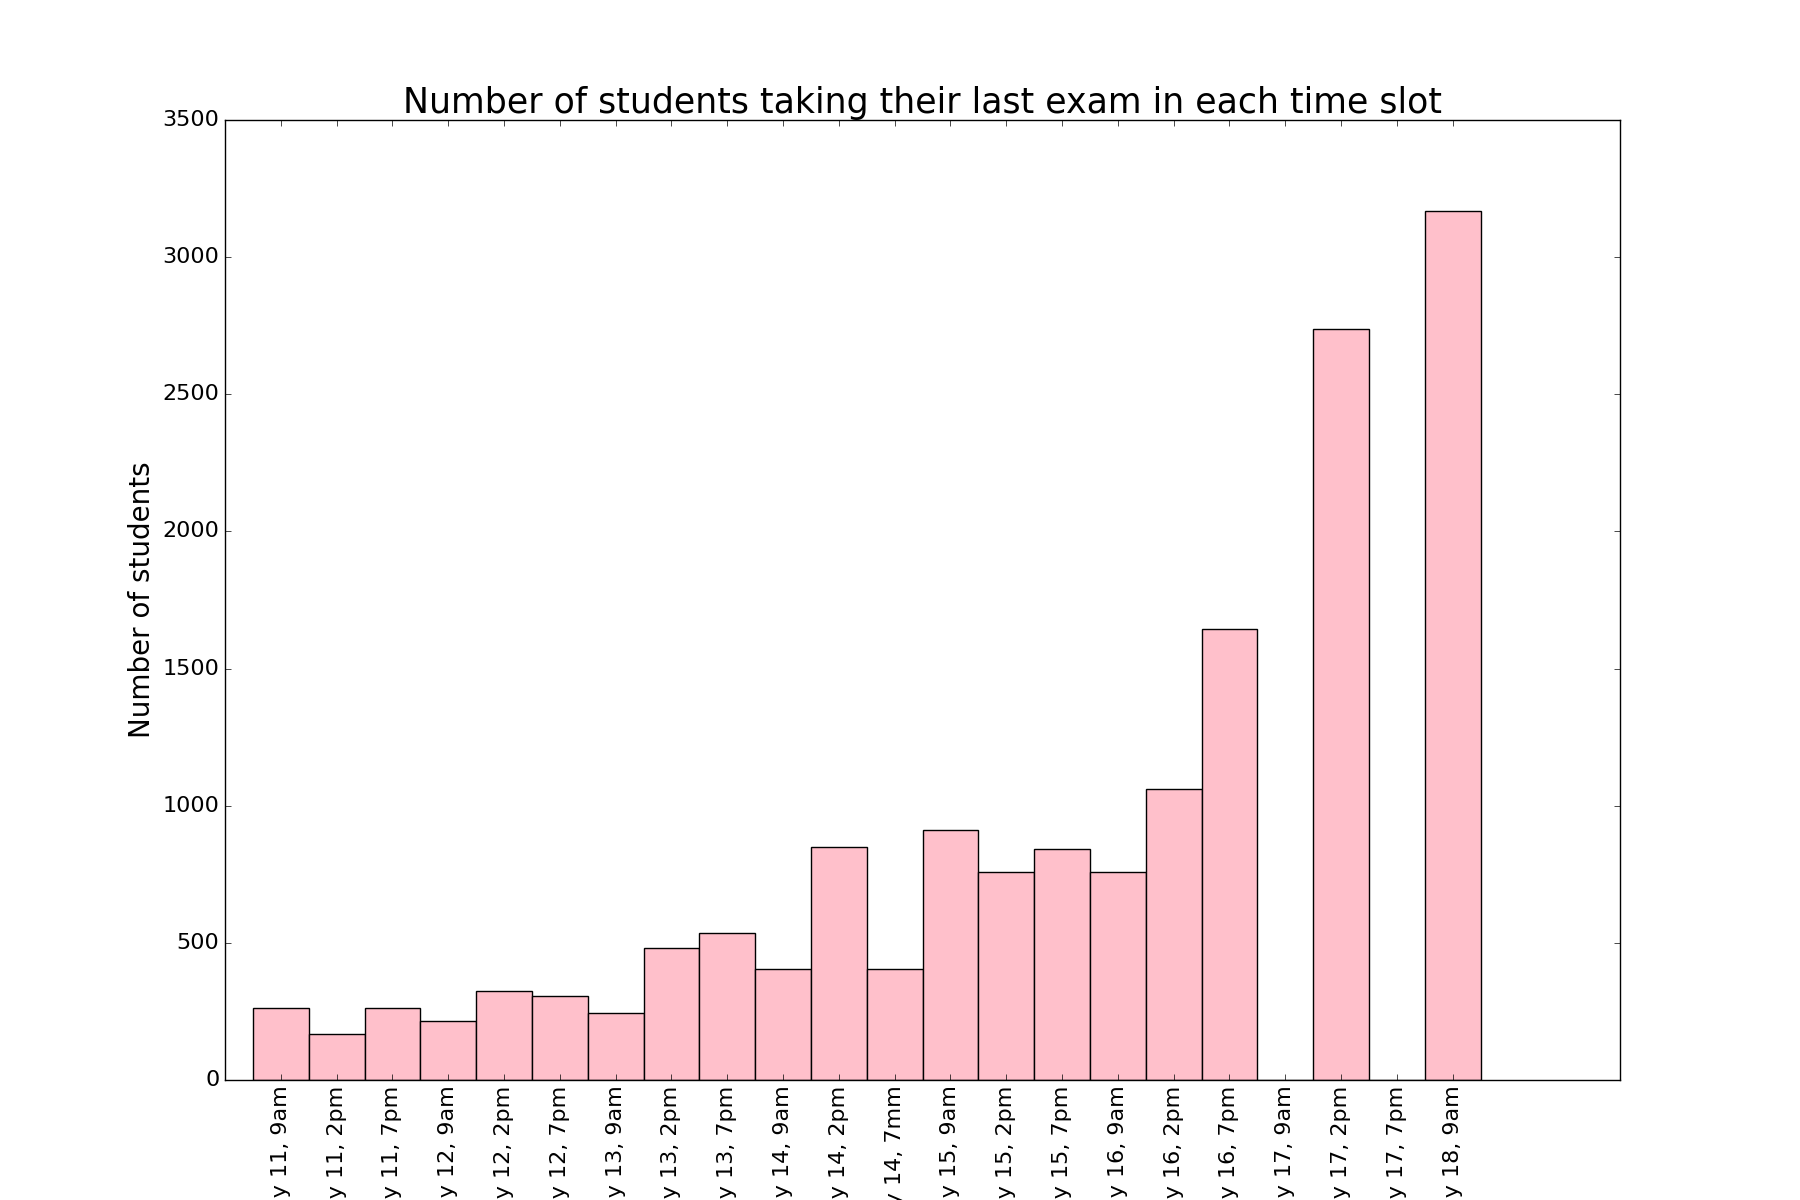 Number of students taking their last exam in each time slot
Number of students
3500
3000
2500
2000
1500
1000
500
0
y 11, 9am
y 11, 2pm
y 11, 7pm
y 12, 9am
y 12, 2pm
y 12, 7pm
y 13, 9am
y 13, 2pm
y 13, 7pm
y 14, 9am
y 14, 2pm
y 14, 7mm
y 15, 9am
y 15, 2pm
y 15, 7pm
y 16, 9am
y 16, 2pm
y 16, 7pm
y 17, 9am
y 17, 2pm
y 17, 7pm
y 18, 9am